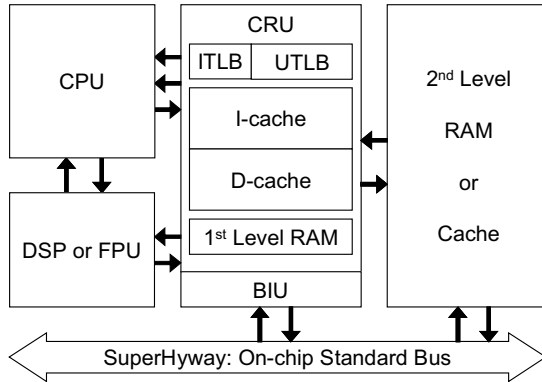 CPU
DSP or FPU
CRU
ITLB
UTLB
I-cache
D-cache
1st Level RAM
BIU
2nd Level
RAM
or
Cache
SuperHyway: On-chip Standard Bus